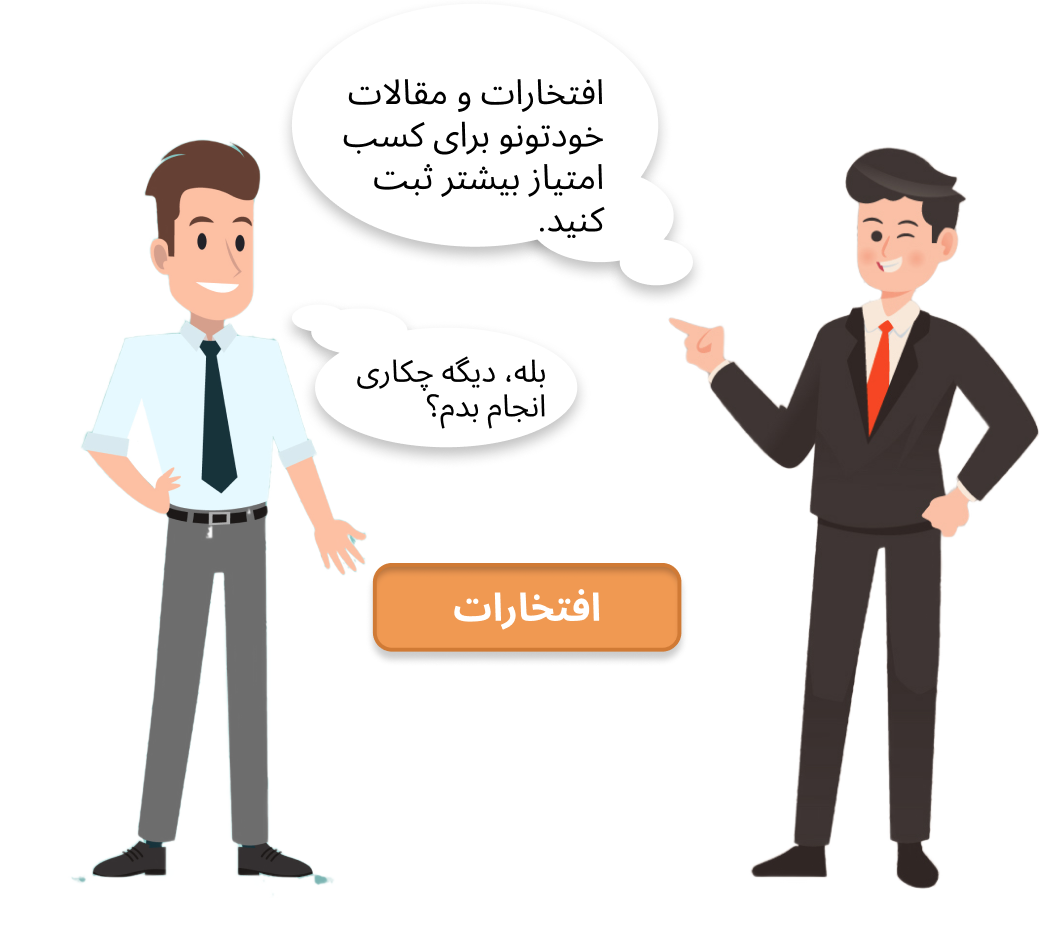 افتخارات و مقالات
خودتونو برای کسب
امتیاز بیشتر ثبت
کنید.
بله، دیگه چکاری
انجام بدم؟
افتخارات